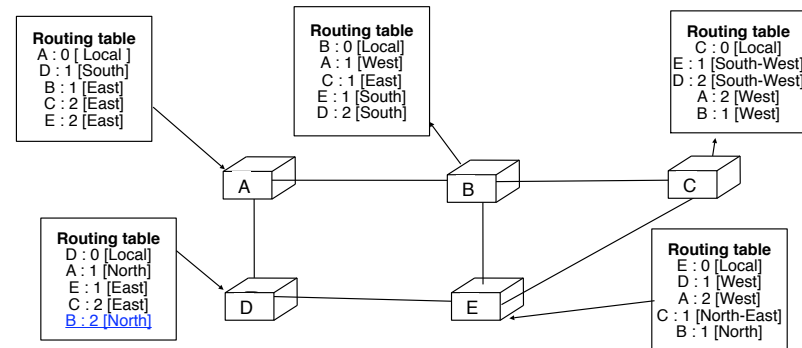 Routing table
A : 0 [ Local ]
D : 1 [South]
B : 1 [East]
C : 2 [East]
E : 2 [East]
Routing table
B : 0 [Local]
A : 1 [West]
C : 1 [East]
E : 1 [South]
D : 2 [South]
Routing table
C : 0 [Local]
E : 1 [South-West]
D : 2 [South-West]
A : 2 [West]
B : 1 [West]
A
B
C
Routing table
D : 0 [Local]
A : 1 [North]
E : 1 [East]
C : 2 [East]
B : 2 [North]
D
E
Routing table
E : 0 [Local]
D : 1 [West]
A : 2 [West]
C : 1 [North-East]
B : 1 [North]